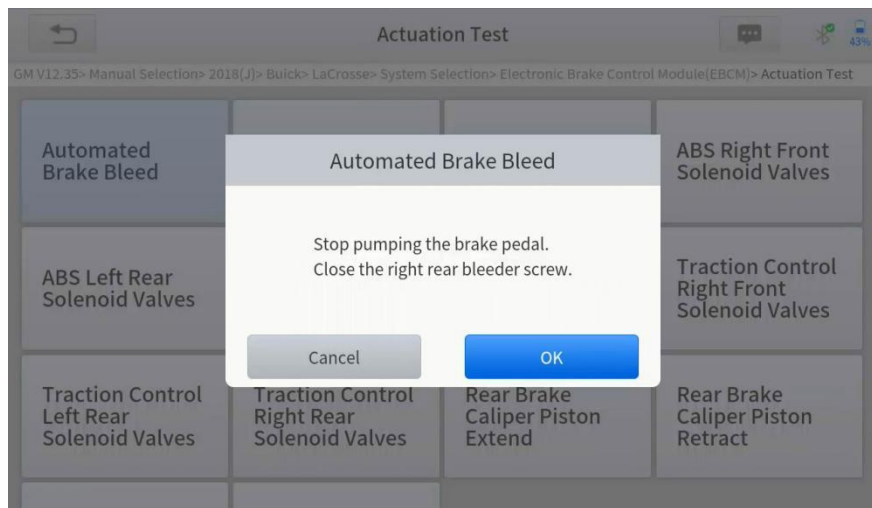 Actuation Test
43%
GM V12.35> Manual Selection> 2018(J)> Buick> LaCrosse> System Selection> Electronic Brake Control Module(EBCM)> Actuation Test
Automated
Brake Bleed
ABS Right Front
Solenoid Valves
Automated Brake Bleed
Stop pumping the brake pedal.
Close the right rear bleeder screw.
Cancel
OK
ABS Left Rear
Solenoid Valves
Traction Control
Right Front
Solenoid Valves
Traction Control
Left Rear
Solenoid Valves
Traction Control
Right Rear
Solenoid Valves
Rear Brake
Caliper Piston
Extend
Rear Brake
Caliper Piston
Retract